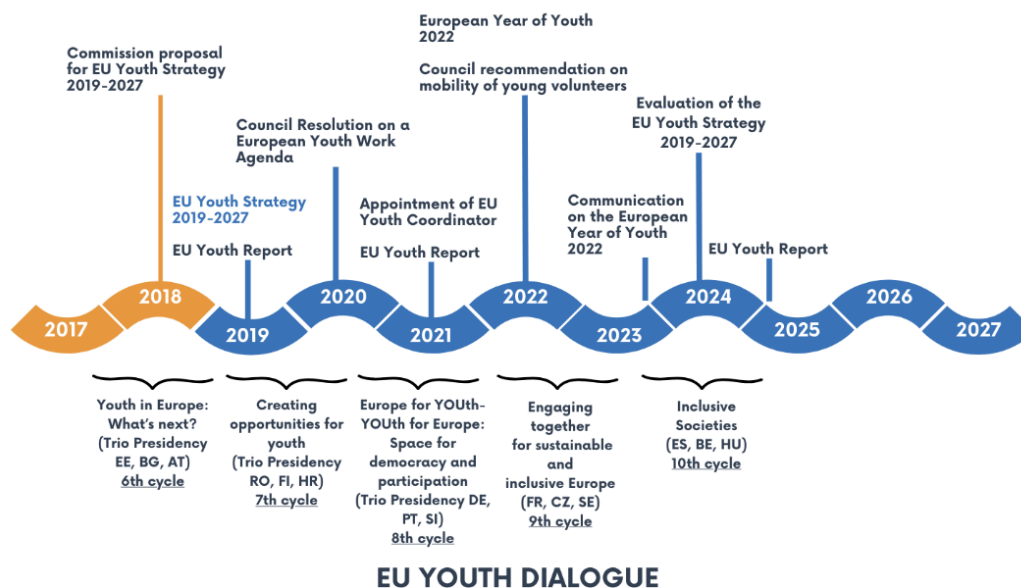 Commission proposal
for EU Youth Strategy
2019-2027
EU Youth Strategy
2019-2027
EU Youth Report
Council Resolution on a
European Youth Work
Agenda
Appointment of EU
Youth Coordinator
EU Youth Report
European Year of Youth
2022
Council recommendation on
mobility of young volunteers
Communication
on the European
Year of Youth
2022
Evaluation of the
EU Youth Strategy
2019-2027
EU Youth Report
2017
2018
2019
2020
2021
2022
2023
2024
2025
2026
2027
Youth in Europe:
What's next?
(Trio Presidency
EE, BG, AT)
6th cycle
Creating
opportunities for
youth
(Trio Presidency
RO, FI, HR)
7th cycle
Europe for YOUth-
YOUth for Europe:
Space for
democracy and
participation
(Trio Presidency DE,
PT, SI)
8th cycle
Engaging
together
for sustainable
and
inclusive Europe
(FR, CZ, SE)
9th cycle
Inclusive
Societies
(ES, BE, HU)
10th cycle
EU YOUTH DIALOGUE